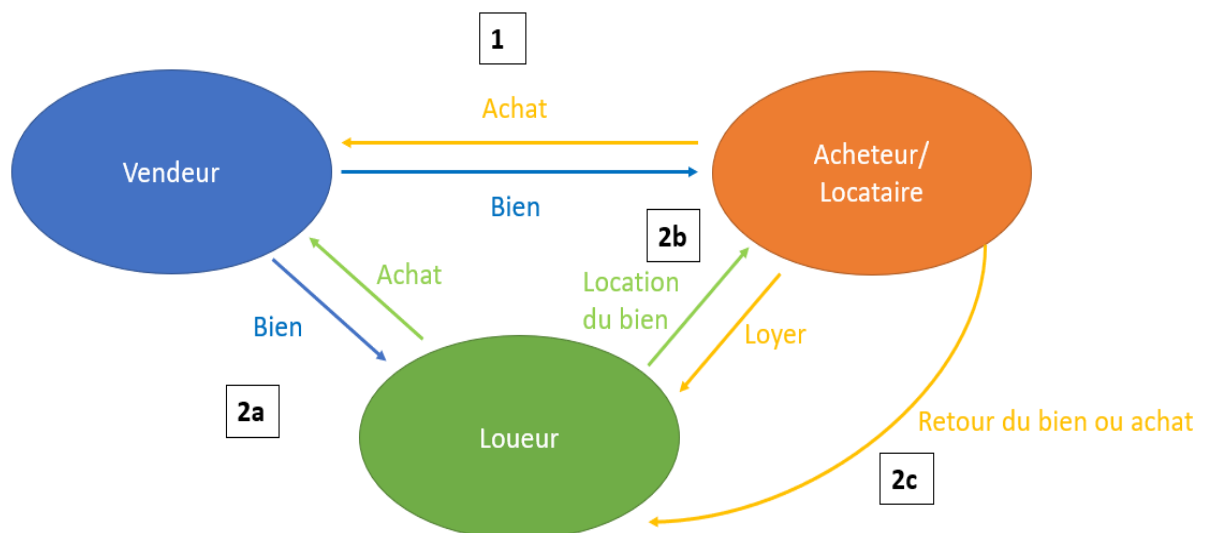 1
Achat
Vendeur
Acheteur/
Locataire
Bien
2b
Achat
Location
du bien
Bien
Loyer
2a
Loueur
Retour du bien ou achat
2c